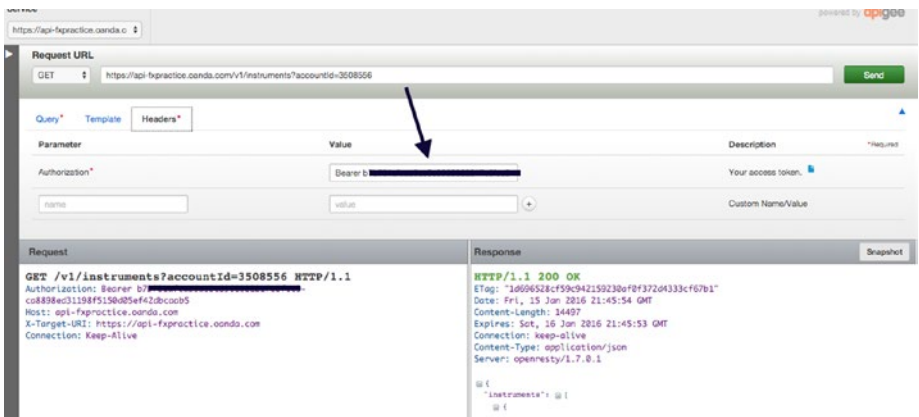 Service
powered by apigee
https://api-fxpractice.oanda.c
Request URL
GET https://api-fxpractice.oanda.com/v1/instruments?accountId=3508556 Send
Query* Template Headers*
Parameter Value Description *Required
Authorization* Bearer b Your access token.
name value + Custom Name/Value
Request
GET /v1/instruments?accountId=3508556 HTTP/1.1
Authorization: Bearer b7
ca8898ed31198f5150d05ef42dbcaab5
Host: api-fxpractice.oanda.com
X-Target-URI: https://api-fxpractice.oanda.com
Connection: Keep-Alive
Response Snapshot
HTTP/1.1 200 OK
ETag: "1d696528cf59c942159230af0f372d4333cf67b1"
Date: Fri, 15 Jan 2016 21:45:54 GMT
Content-Length: 14497
Expires: Sat, 16 Jan 2016 21:45:53 GMT
Connection: keep-alive
Content-Type: application/json
Server: openresty/1.7.0.1
{
"instruments": [
{